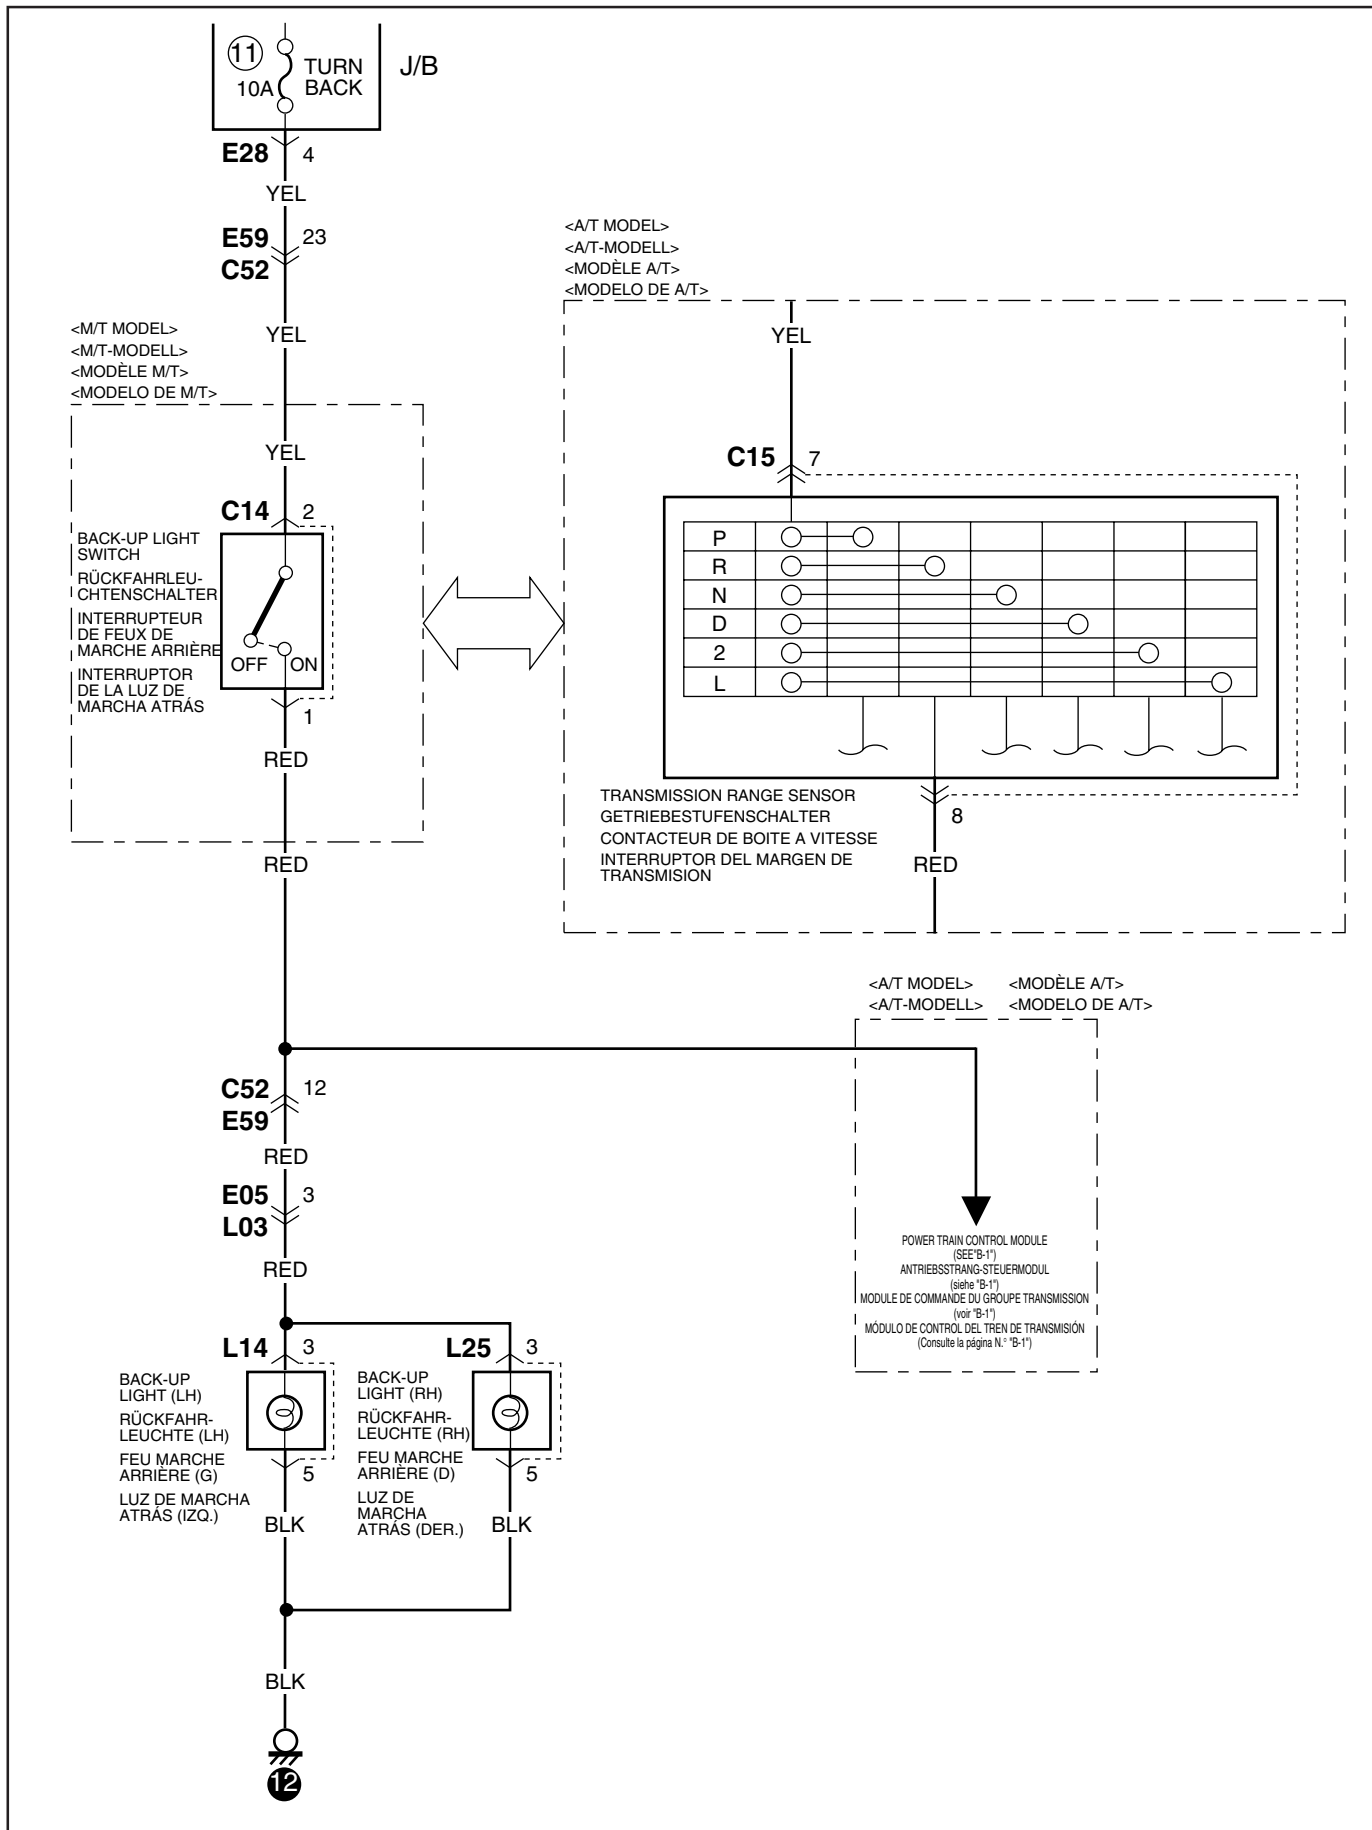 11
10A
TURN
BACK
J/B
E28 4
YEL
E59 23
C52
YEL
<M/T MODEL>
<M/T-MODELL>
<MODÈLE M/T>
<MODELO DE M/T>
YEL
C14 2
BACK-UP LIGHT
SWITCH
RÜCKFAHRLEU-
CHTENSCHALTER
INTERRUPTEUR
DE FEUX DE
MARCHE ARRIÈRE
INTERRUPTOR
DE LA LUZ DE
MARCHA ATRÁS
OFF ON
1
RED
RED
<A/T MODEL>
<A/T-MODELL>
<MODÈLE A/T>
<MODELO DE A/T>
YEL
C15 7
P
R
N
D
2
L
TRANSMISSION RANGE SENSOR
GETRIEBESTUFENSCHALTER
CONTACTEUR DE BOITE A VITESSE
INTERRUPTOR DEL MARGEN DE
TRANSMISION
8
RED
<A/T MODEL> <MODÈLE A/T>
<A/T-MODELL> <MODELO DE A/T>
POWER TRAIN CONTROL MODULE
(SEE"B-1")
ANTRIEBSSTRANG-STEUERMODUL
(siehe "B-1")
MODULE DE COMMANDE DU GROUPE TRANSMISSION
(voir "B-1")
MÓDULO DE CONTROL DEL TREN DE TRANSMISIÓN
(Consulte la página N.° "B-1")
C52 12
E59
RED
E05 3
L03
RED
L14 3
BACK-UP
LIGHT (LH)
RÜCKFAHR-
LEUCHTE (LH)
FEU MARCHE
ARRIÈRE (G)
LUZ DE MARCHA
ATRÁS (IZQ.)
5
BLK
L25 3
BACK-UP
LIGHT (RH)
RÜCKFAHR-
LEUCHTE (RH)
FEU MARCHE
ARRIÈRE (D)
LUZ DE
MARCHA
ATRÁS (DER.)
5
BLK
BLK
12